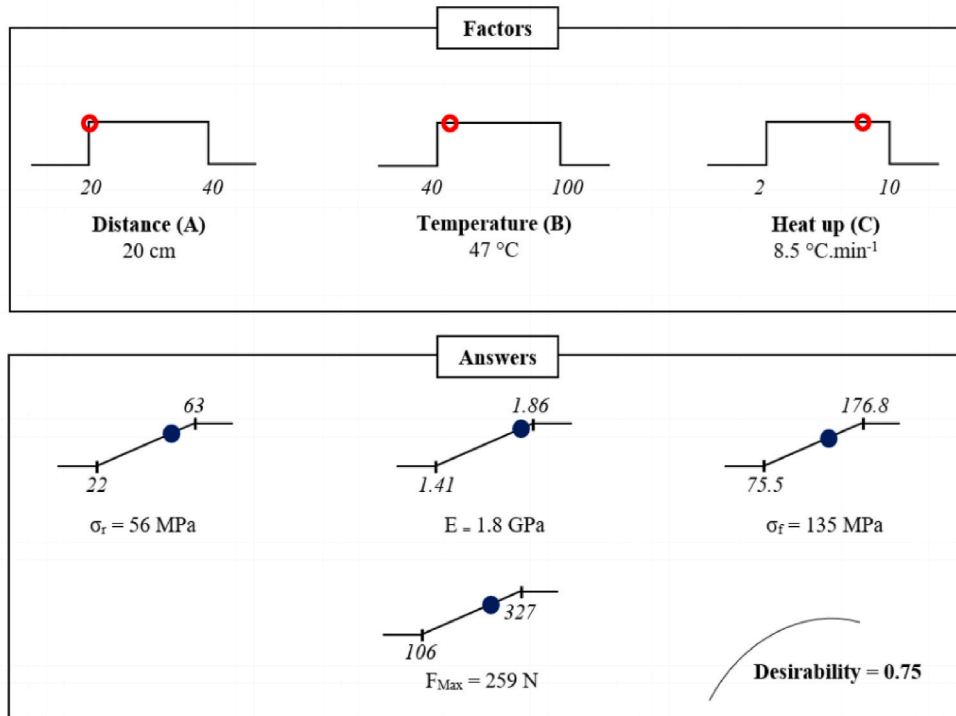 Factors
20 40
40 100
2 10
Distance (A)
20 cm
Temperature (B)
47 °C
Heat up (C)
8.5 °C.min⁻¹
Answers
63
22
σr = 56 MPa
1.86
1.41
E = 1.8 GPa
176.8
75.5
σf = 135 MPa
327
106
FMax = 259 N
Desirability = 0.75